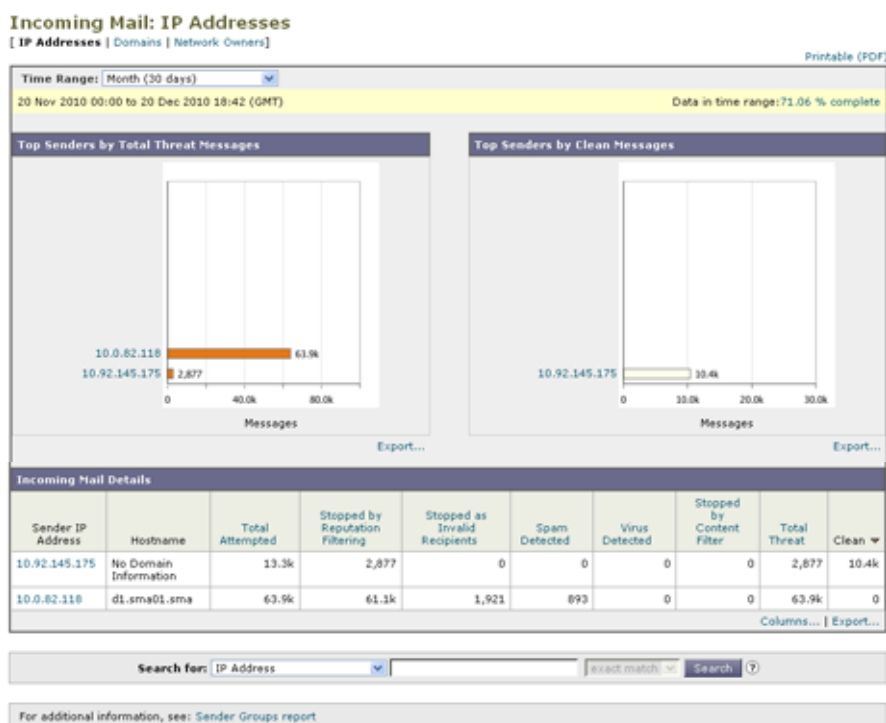 Incoming Mail: IP Addresses
[ IP Addresses | Domains | Network Owners]
Printable (PDF)
Time Range: Month (30 days)
20 Nov 2010 00:00 to 20 Dec 2010 18:42 (GMT)
Data in time range:71.06 % complete
Top Senders by Total Threat Messages
10.0.82.118
63.9k
10.92.145.175
2,877
0
40.0k
80.0k
Messages
Export...
Top Senders by Clean Messages
10.92.145.175
10.4k
0
10.0k
20.0k
30.0k
Messages
Export...
Incoming Mail Details
Sender IP Address Hostname Total Attempted Stopped by Reputation Filtering Stopped as Invalid Recipients Spam Detected Virus Detected Stopped by Content Filter Total Threat Clean
10.92.145.175 No Domain Information 13.3k 2,877 0 0 0 0 2,877 10.4k
10.0.82.118 d1.sma01.sma 63.9k 61.1k 1,921 893 0 0 63.9k 0
Columns... | Export...
Search for: IP Address exact match Search ?
For additional information, see: Sender Groups report